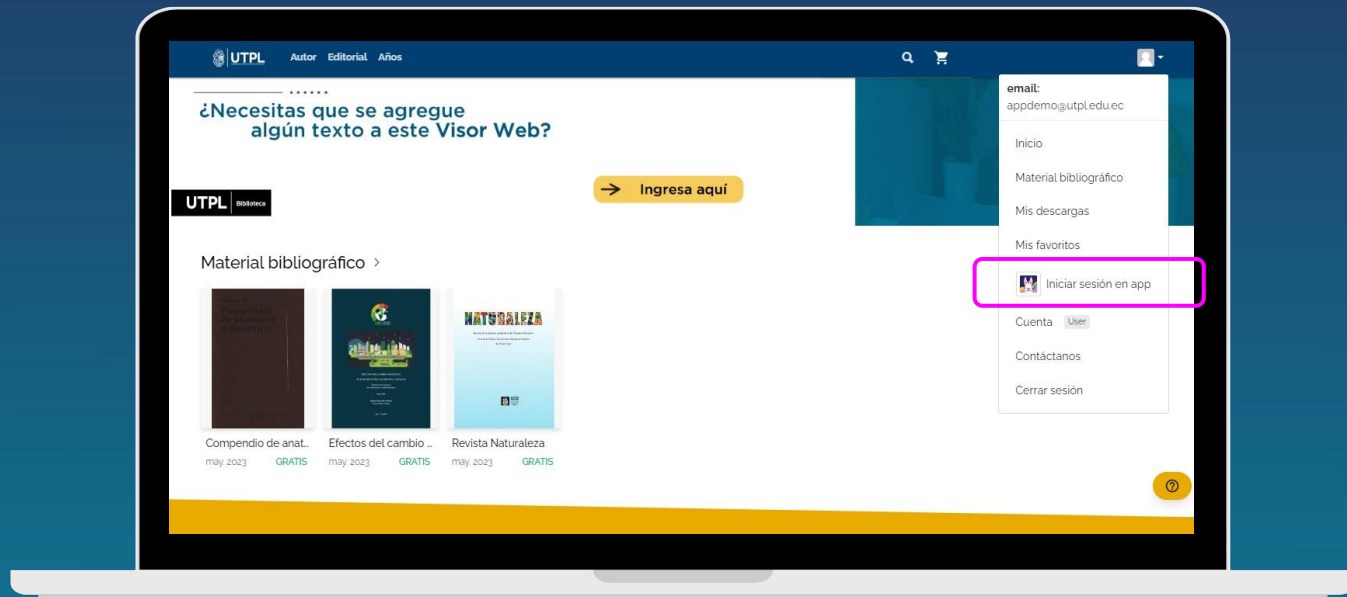 UTPL Autor Editorial Años
email:
appdemo@utpl.edu.ec
¿Necesitas que se agregue
algún texto a este Visor Web?
Ingresa aquí
UTPL Biblioteca
Inicio
Material bibliográfico
Mis descargas
Mis favoritos
Iniciar sesión en app
Cuenta User
Contáctanos
Cerrar sesión
Material bibliográfico >
NATURALEZA
Compendio de anat... Efectos del cambio ... Revista Naturaleza
may. 2023 GRATIS may. 2023 GRATIS may. 2023 GRATIS